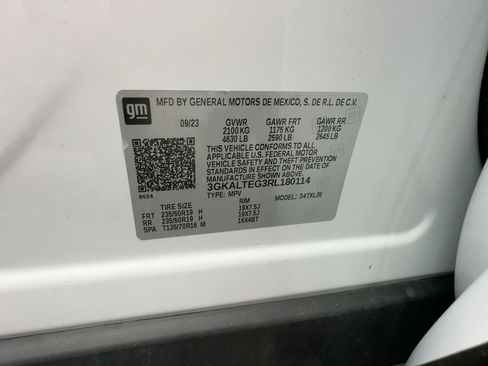 gm
MFD BY GENERAL MOTORS DE MEXICO, S. DE R.L. DE C.V.
09/23 GVWR GAWR FRT GAWR RR
2100 KG 1175 KG 1200 KG
4630 LB 2590 LB 2645 LB
THIS VEHICLE CONFORMS TO ALL
APPLICABLE U.S. FEDERAL MOTOR
VEHICLE SAFETY AND THEFT PREVENTION
STANDARDS IN EFFECT ON THE DATE OF
MANUFACTURE SHOWN ABOVE.
3GKALTEG3RL180114
TYPE: MPV MODEL: 34TXL26
8624
TIRE SIZE RIM
FRT 235/50R19 H 19X7.5J
RR 235/50R19 H 19X7.5J
SPA T135/70R16 M 16X4BT